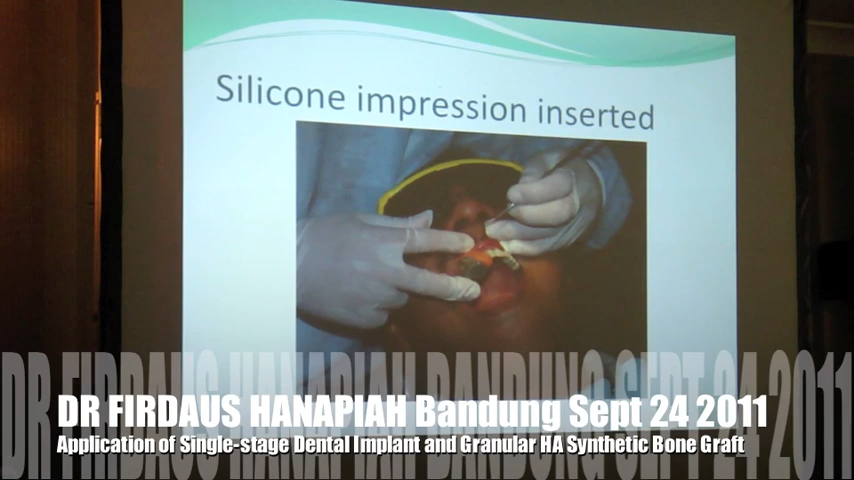 Silicone impression inserted
DR FIRDAUS HANAPIAH BANDUNG SEPT 24 2011
DR FIRDAUS HANAPIAH Bandung Sept 24 2011
Application of Single-stage Dental Implant and Granular HA Synthetic Bone Graft